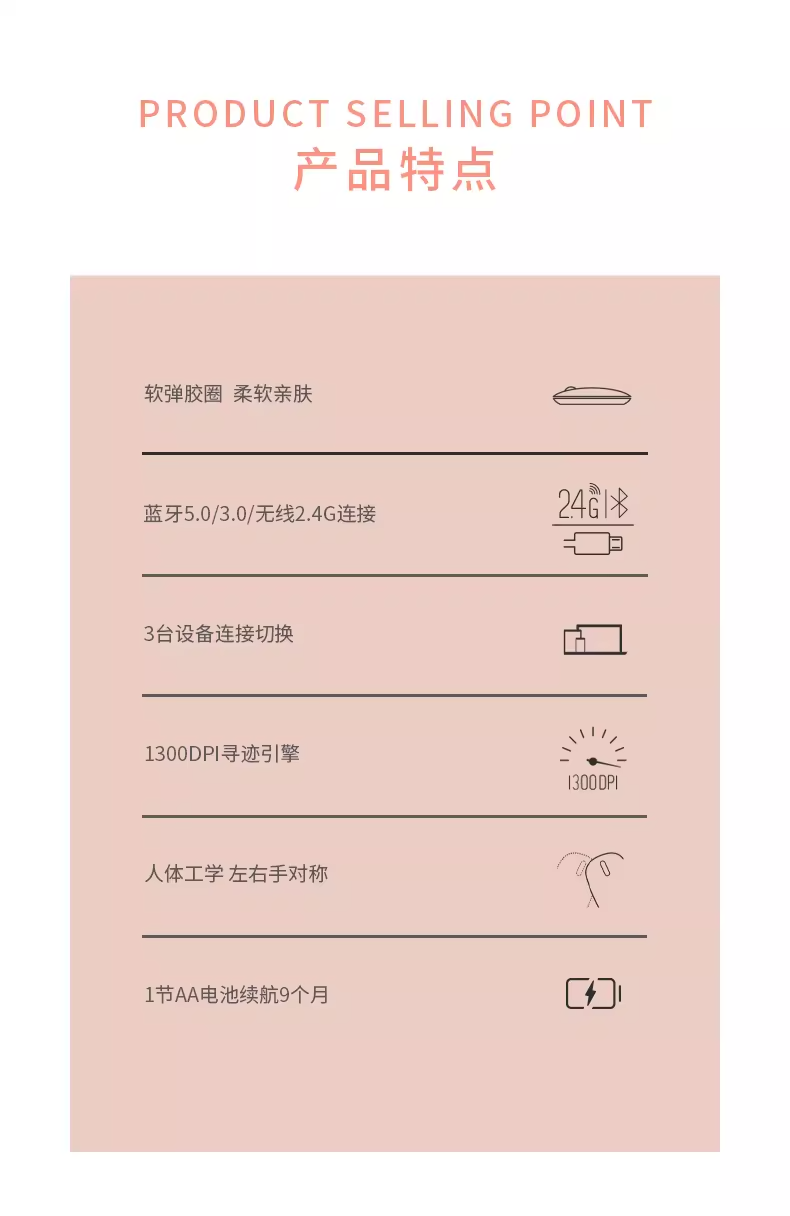 PRODUCT SELLING POINT
产品特点
软弹胶圈 柔软亲肤
蓝牙5.0/3.0/无线2.4G连接
2.4G
3台设备连接切换
1300DPI寻迹引擎
1300DPI
人体工学 左右手对称
1节AA电池续航9个月